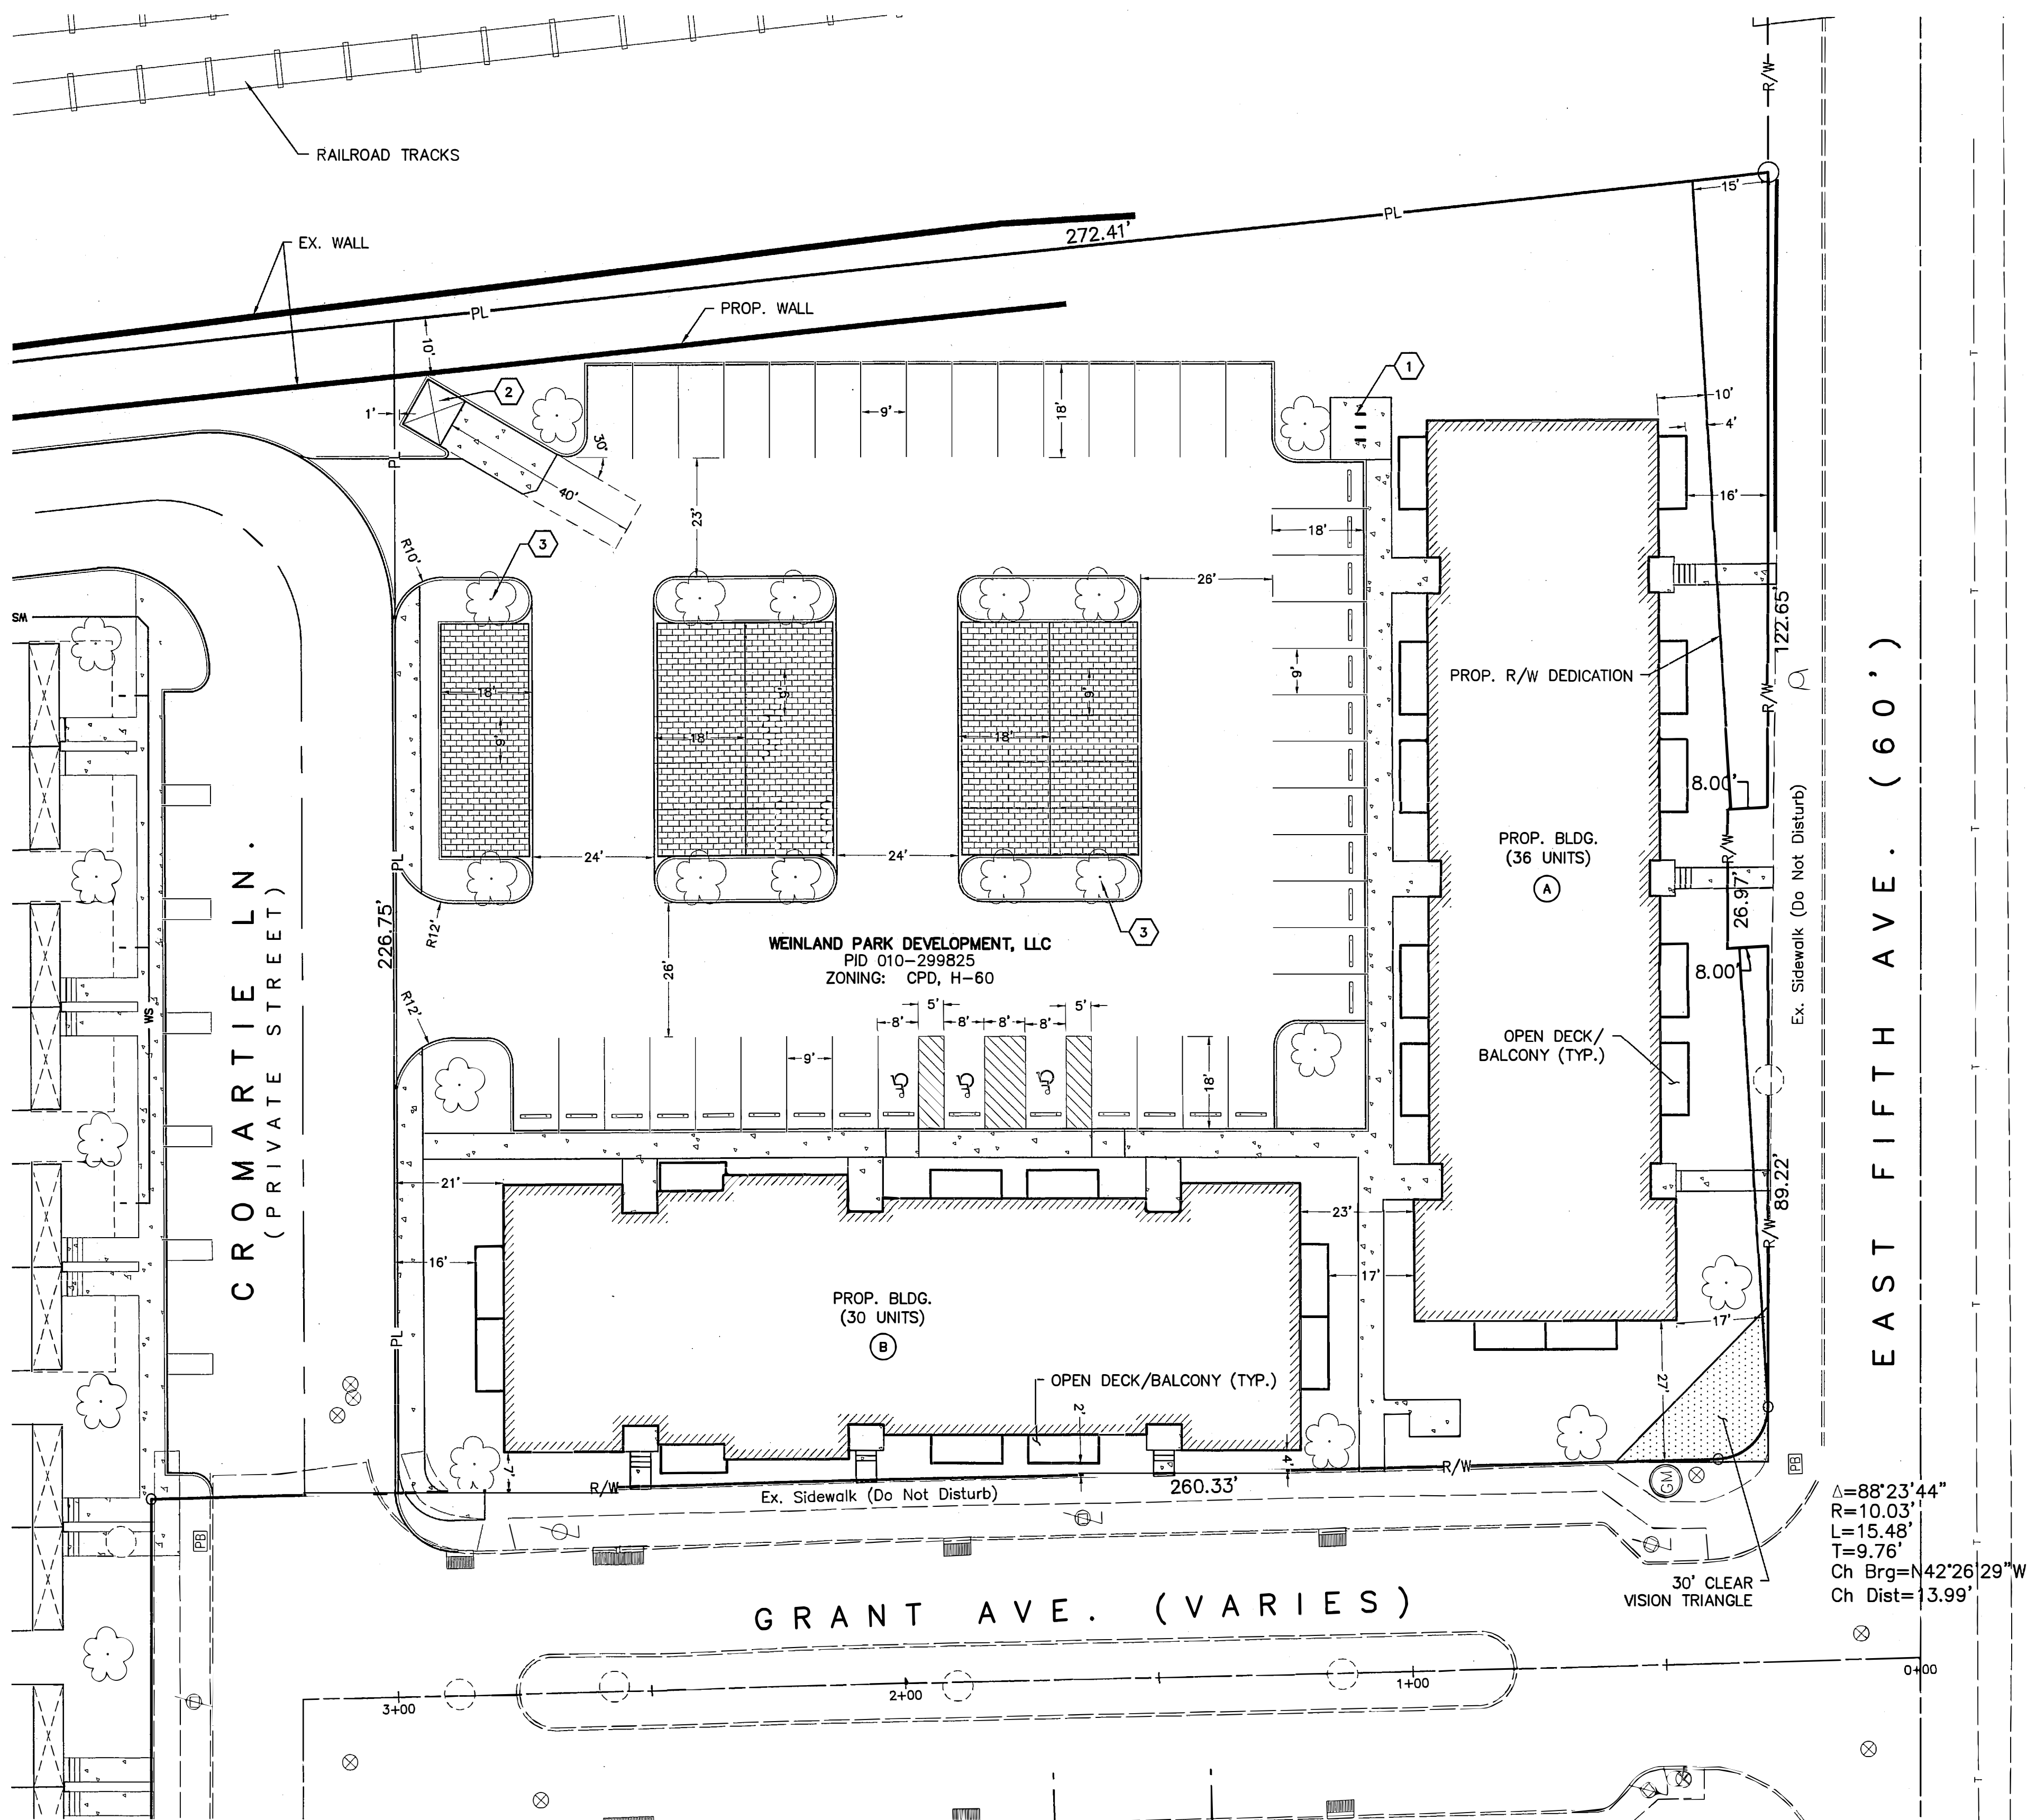 R/W
RAILROAD TRACKS
15'
PL
272.41'
EX. WALL
PL
PROP. WALL
10'
1
2
1'
9'
18'
10'
4'
30'
PL
40'
16'
23'
18'
R10'
3
26'
SM
122.65'
9'
PROP. R/W DEDICATION
R/W
18'
9'
9'
9'
18'
18'
EAST FIFTH AVE. (60')
8.00'
Ex. Sidewalk (Do Not Disturb)
PROP. BLDG.
(36 UNITS)
A
R/W
24'
24'
PL
CROMARTIE LN.
(PRIVATE STREET)
226.75'
R12'
26.97'
3
WEINLAND PARK DEVELOPMENT, LLC
PID 010-299825
ZONING: CPD, H-60
26'
8.00'
R12'
SM
5'
5'
8'
8'
8'
8'
9'
18'
OPEN DECK/
BALCONY (TYP.)
21'
89.22'
23'
R/W
16'
17'
PROP. BLDG.
(30 UNITS)
B
PL
17'
27'
OPEN DECK/BALCONY (TYP.)
2'
4'
7'
R/W
R/W
260.33'
Ex. Sidewalk (Do Not Disturb)
GM
PB
PB
Δ=88°23'44"
R=10.03'
L=15.48'
T=9.76'
Ch Brg=N42°26'29"W
Ch Dist=13.99'
30' CLEAR
VISION TRIANGLE
GRANT AVE. (VARIES)
3+00
2+00
1+00
0+00